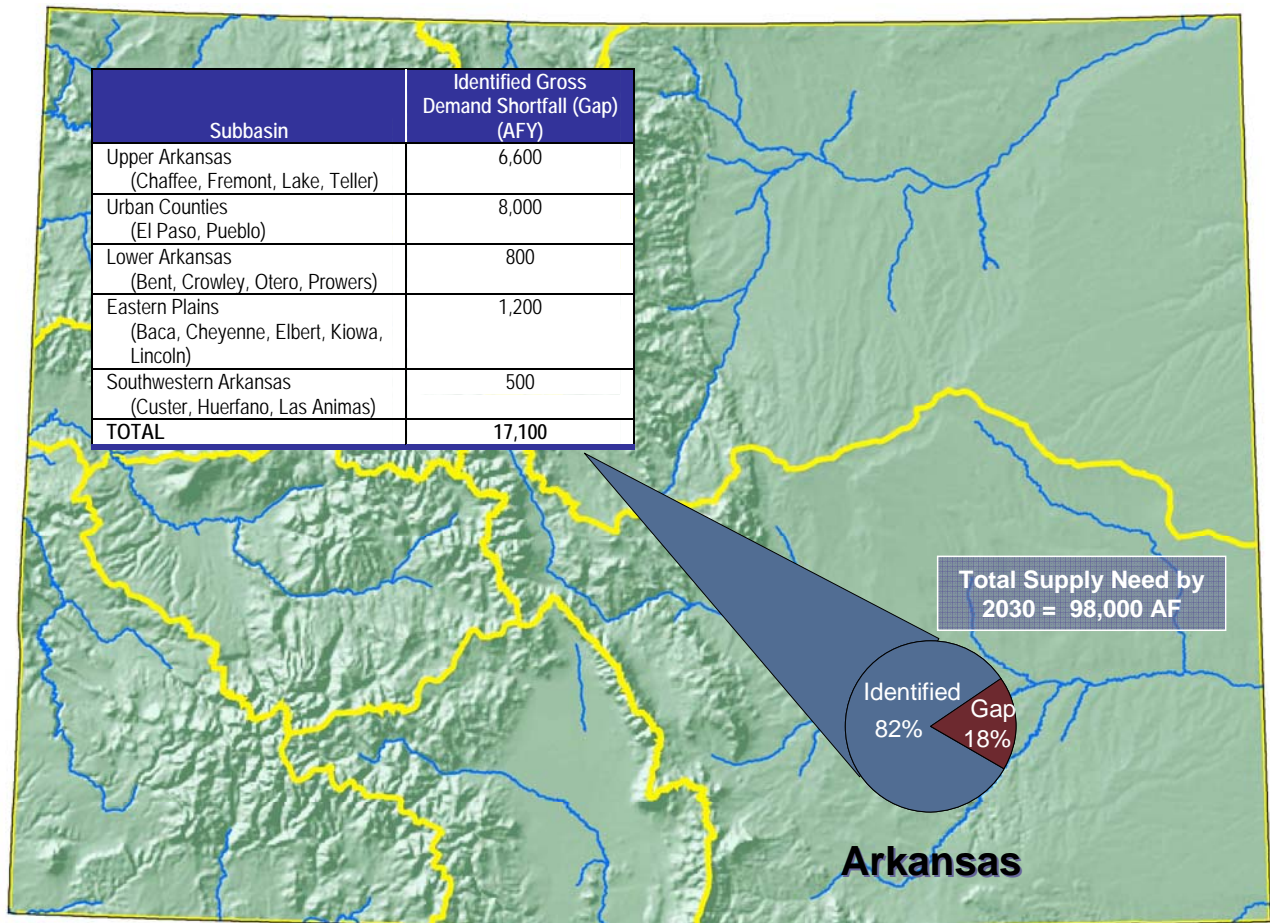 Subbasin
Identified Gross
Demand Shortfall (Gap)
(AFY)
Upper Arkansas
(Chaffee, Fremont, Lake, Teller)
6,600
Urban Counties
(El Paso, Pueblo)
8,000
Lower Arkansas
(Bent, Crowley, Otero, Prowers)
800
Eastern Plains
(Baca, Cheyenne, Elbert, Kiowa,
Lincoln)
1,200
Southwestern Arkansas
(Custer, Huerfano, Las Animas)
500
TOTAL
17,100
Total Supply Need by
2030 = 98,000 AF
Identified
82%
Gap
18%
Arkansas